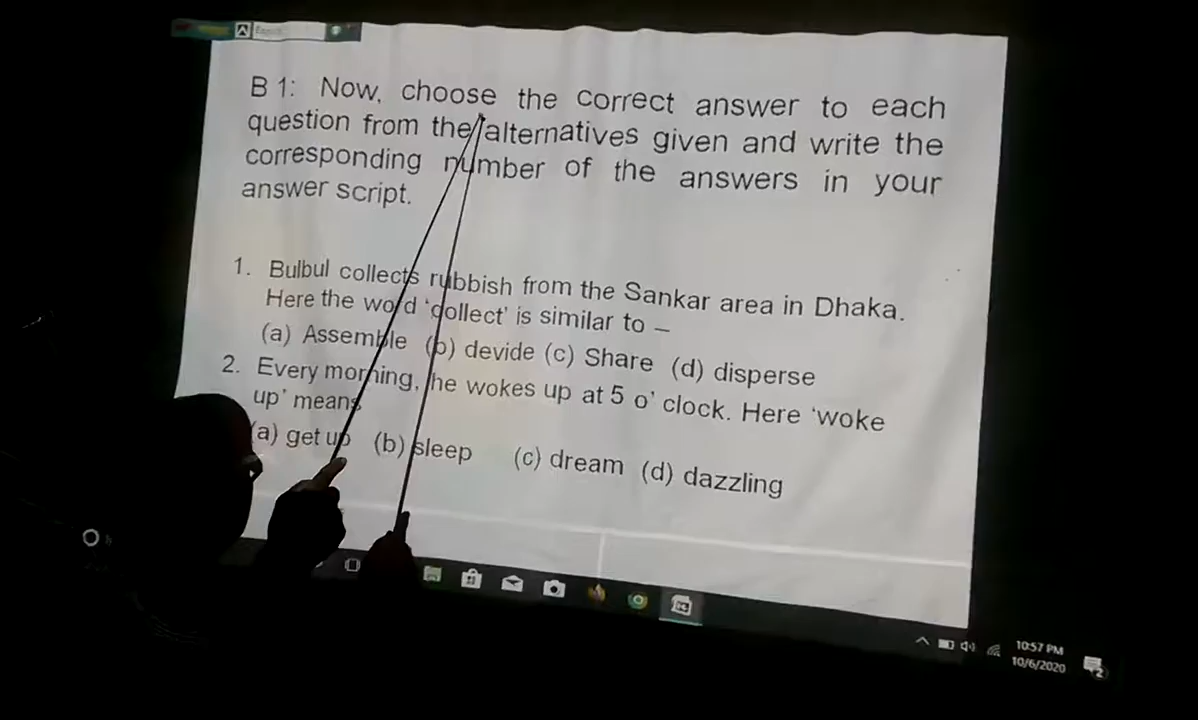 B 1: Now, choose the correct answer to each
question from the alternatives given and write the
corresponding number of the answers in your
answer script.
1. Bulbul collects rubbish from the Sankar area in Dhaka.
Here the word 'collect' is similar to –
(a) Assemble (b) devide (c) Share (d) disperse
2. Every morning, he wokes up at 5 o' clock. Here 'woke
up' means
(a) get up (b) sleep (c) dream (d) dazzling
10:57 PM
10/6/2020
2